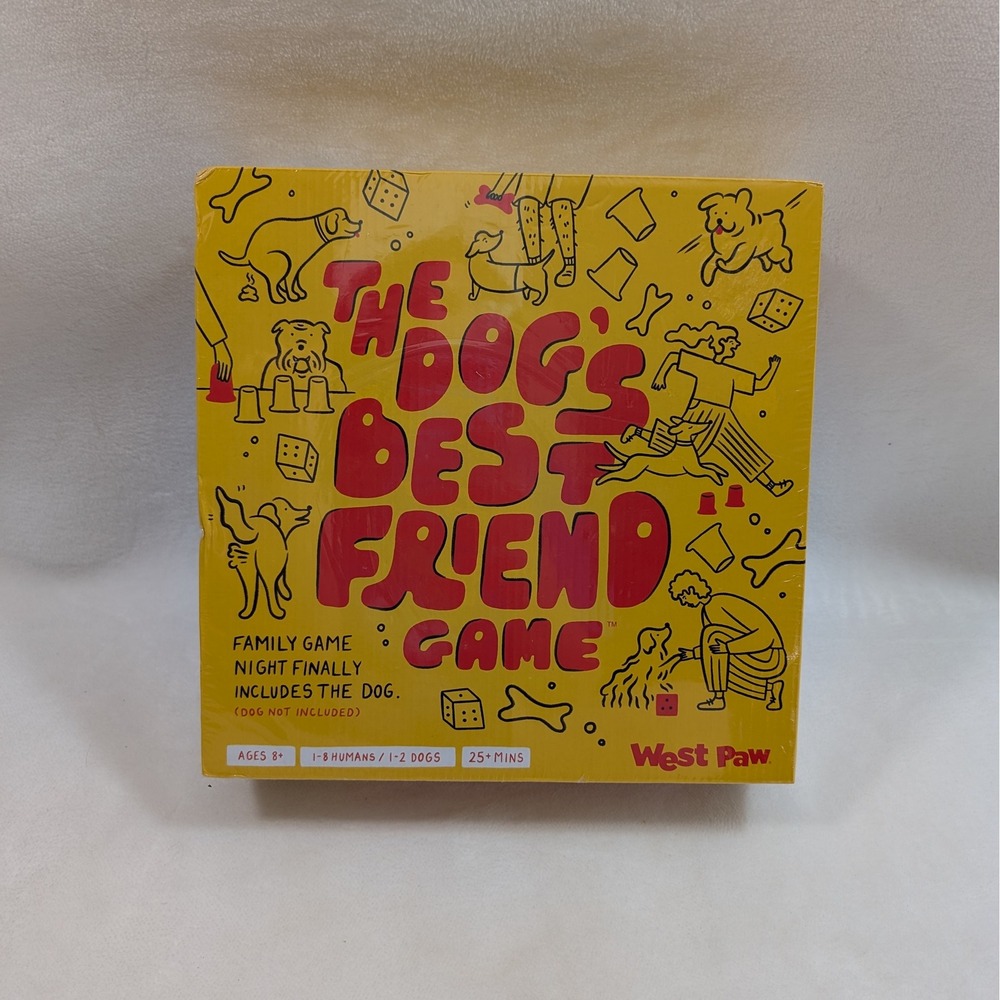 THE
DOG'S
BEST
FRIEND
GAME™
FAMILY GAME
NIGHT FINALLY
INCLUDES THE DOG.
(DOG NOT INCLUDED)
AGES 8+
1-8 HUMANS / 1-2 DOGS
25+ MINS
West Paw